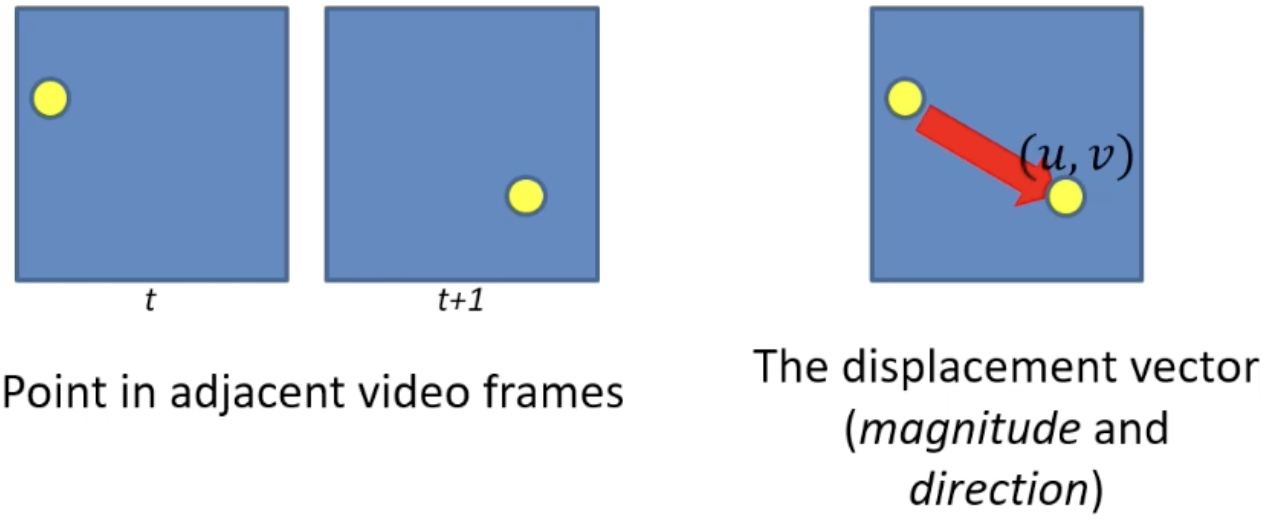 (u, v)
t
t+1
Point in adjacent video frames
The displacement vector
(magnitude and
direction)